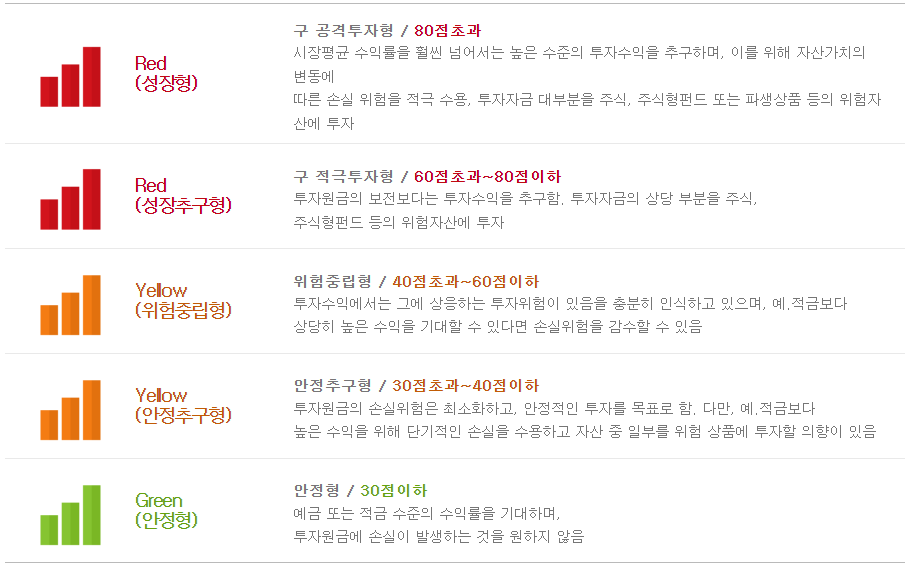 Red
(성장형)
구 공격투자형 / 80점초과
시장평균 수익률을 훨씬 넘어서는 높은 수준의 투자수익을 추구하며, 이를 위해 자산가치의
변동에
따른 손실 위험을 적극 수용, 투자자금 대부분을 주식, 주식형펀드 또는 파생상품 등의 위험자
산에 투자
Red
(성장추구형)
구 적극투자형 / 60점초과~80점이하
투자원금의 보전보다는 투자수익을 추구함. 투자자금의 상당 부분을 주식,
주식형펀드 등의 위험자산에 투자
Yellow
(위험중립형)
위험중립형 / 40점초과~60점이하
투자수익에서는 그에 상응하는 투자위험이 있음을 충분히 인식하고 있으며, 예.적금보다
상당히 높은 수익을 기대할 수 있다면 손실위험을 감수할 수 있음
Yellow
(안정추구형)
안정추구형 / 30점초과~40점이하
투자원금의 손실위험은 최소화하고, 안정적인 투자를 목표로 함. 다만, 예.적금보다
높은 수익을 위해 단기적인 손실을 수용하고 자산 중 일부를 위험 상품에 투자할 의향이 있음
Green
(안정형)
안정형 / 30점이하
예금 또는 적금 수준의 수익률을 기대하며,
투자원금에 손실이 발생하는 것을 원하지 않음